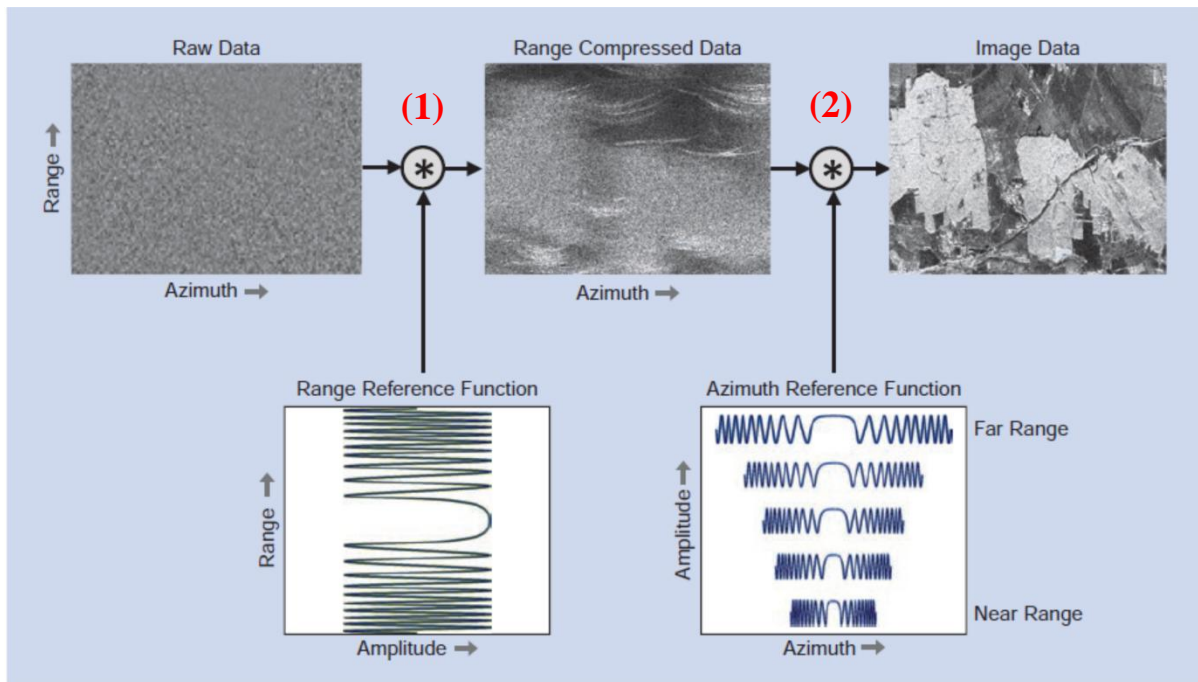 Raw Data
Range Compressed Data
Image Data
(1)
(2)
*
*
Range →
Azimuth →
Azimuth →
Range Reference Function
Azimuth Reference Function
Far Range
Range →
Amplitude →
Near Range
Amplitude →
Azimuth →